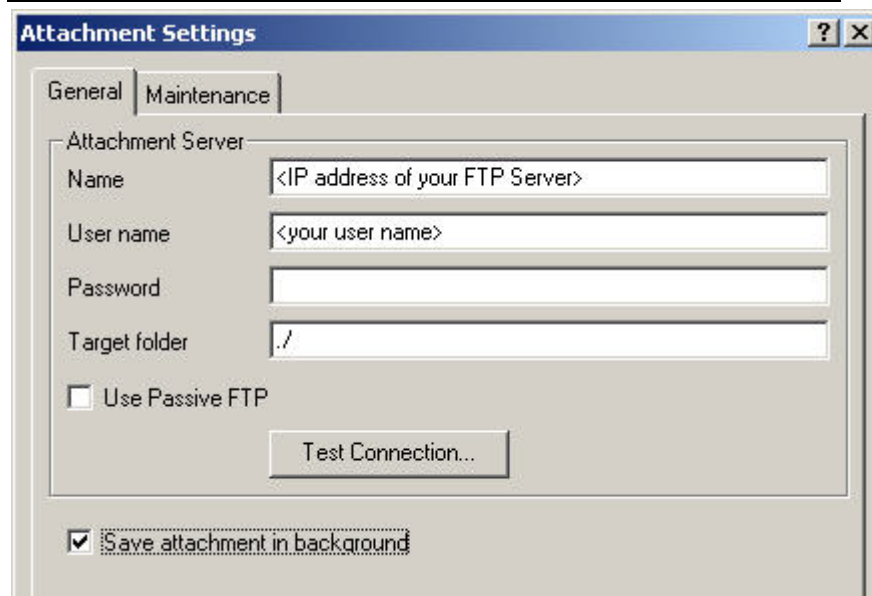 Attachment Settings
General Maintenance
Attachment Server
Name <IP address of your FTP Server>
User name <your user name>
Password
Target folder ./
Use Passive FTP
Test Connection...
Save attachment in background